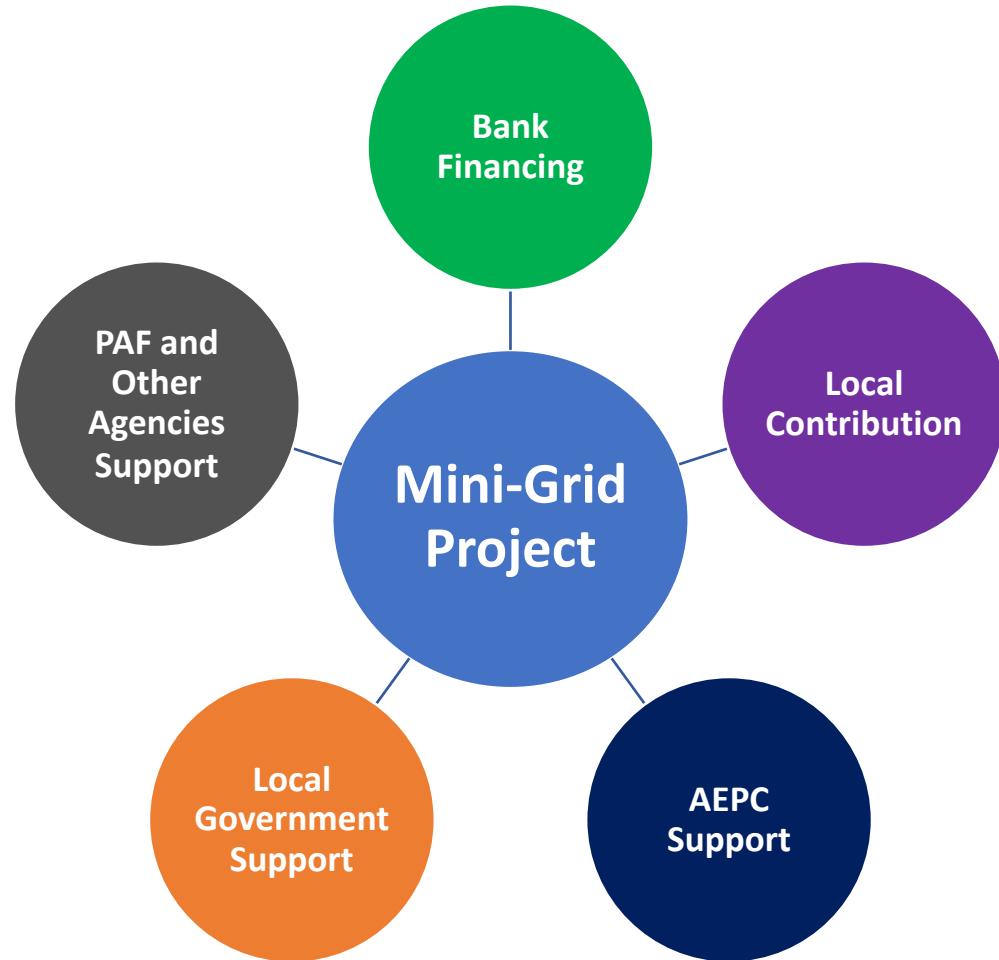 Bank
Financing
PAF and
Other
Agencies
Support
Local
Contribution
Mini-Grid
Project
Local
Government
Support
AEPC
Support